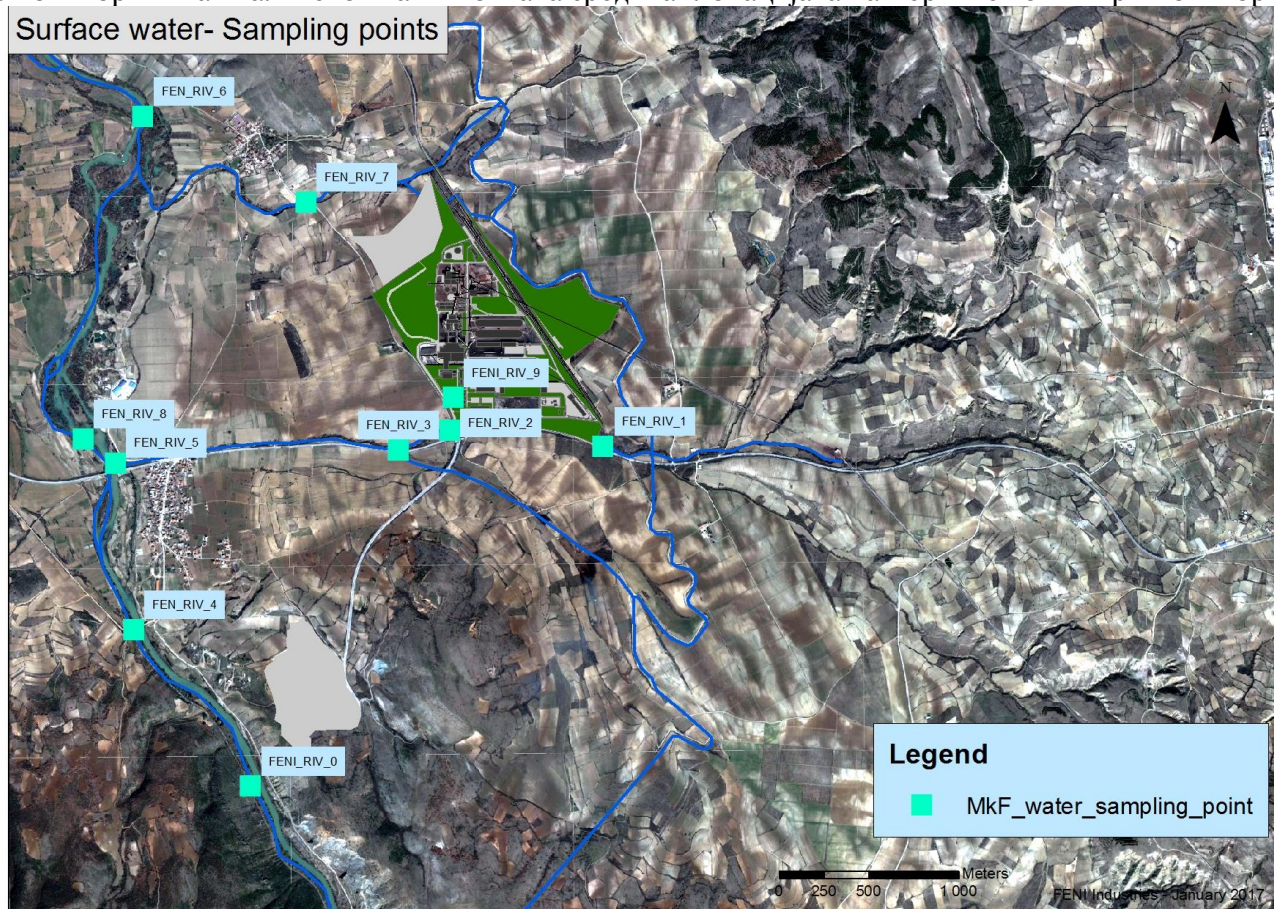 Surface water- Sampling points
FEN_RIV_6
N
FEN_RIV_7
FENI_RIV_9
FEN_RIV_8
FEN_RIV_3
FEN_RIV_2
FEN_RIV_1
FEN_RIV_5
FEN_RIV_4
FENI_RIV_0
Legend
MkF_water_sampling_point
Meters
0 250 500 1 000
FENI Industries - January 2017